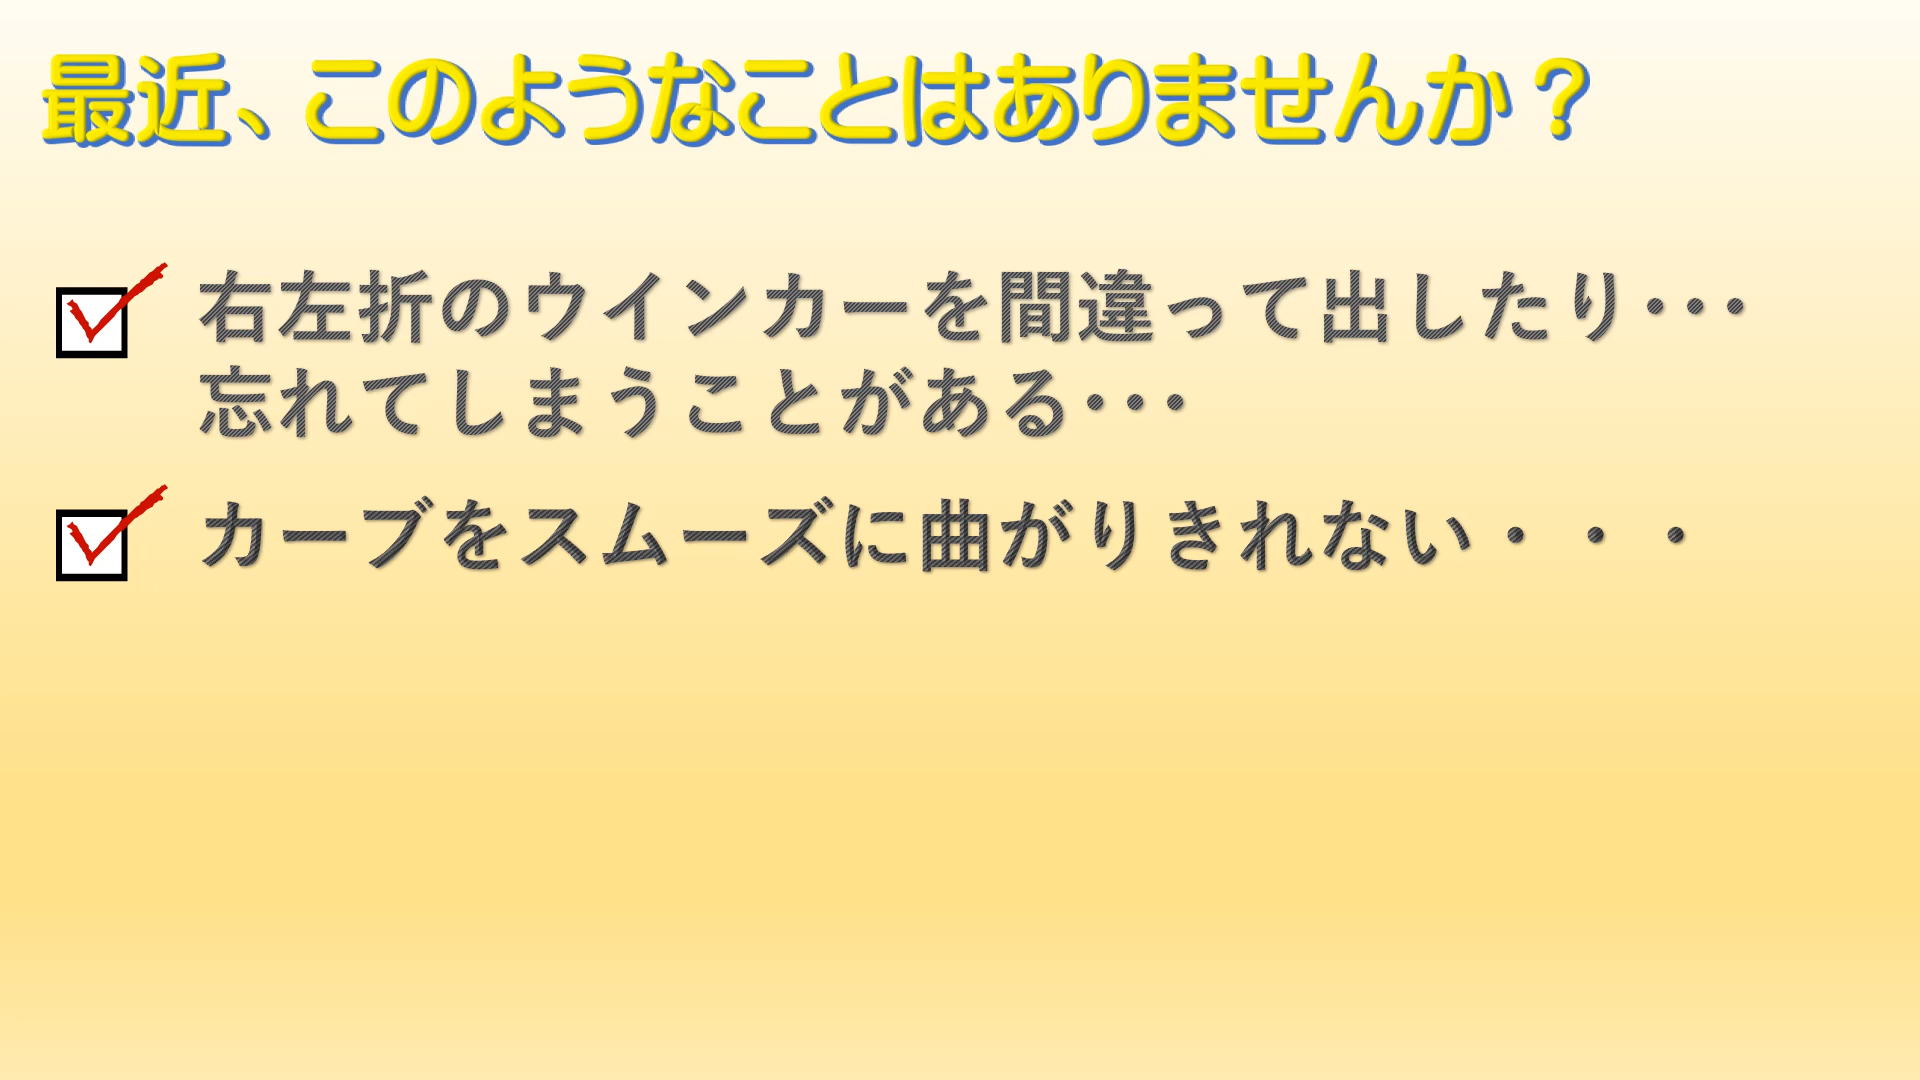 最近、このようなことはありませんか？
右左折のウインカーを間違って出したり･･･
忘れてしまうことがある･･･
カーブをスムーズに曲がりきれない・・・